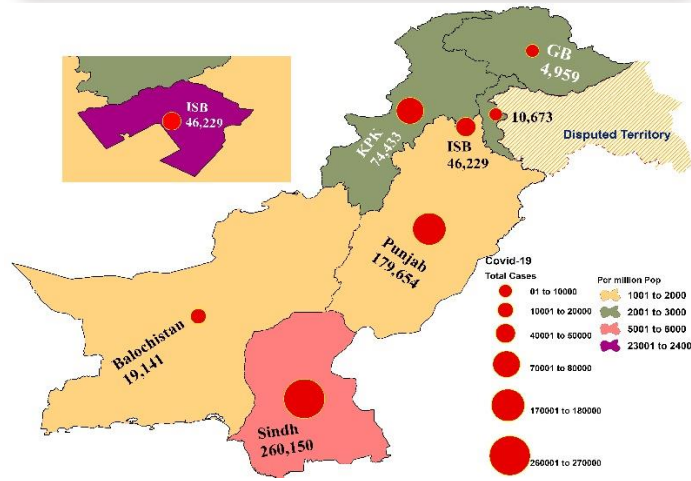 GB
4,959
ISB
46,229
10,673
Disputed Territory
KPK
74,433
ISB
46,229
Punjab
179,654
Balochistan
19,141
Sindh
260,150
Covid-19
Total Cases
01 to 10000
10001 to 20000
40001 to 50000
70001 to 80000
170001 to 180000
260001 to 270000
Per million Pop
1001 to 2000
2001 to 3000
5001 to 6000
23001 to 2400